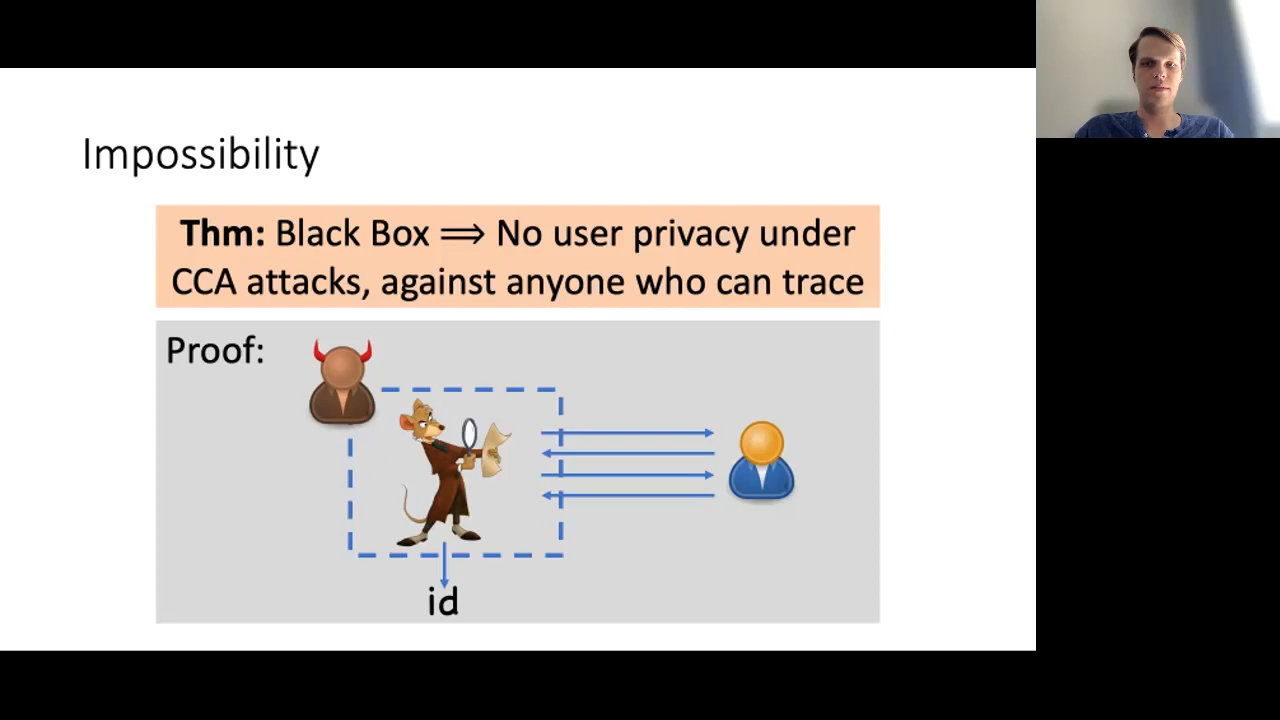 Impossibility
Thm: Black Box ⟹ No user privacy under
CCA attacks, against anyone who can trace
Proof:
id